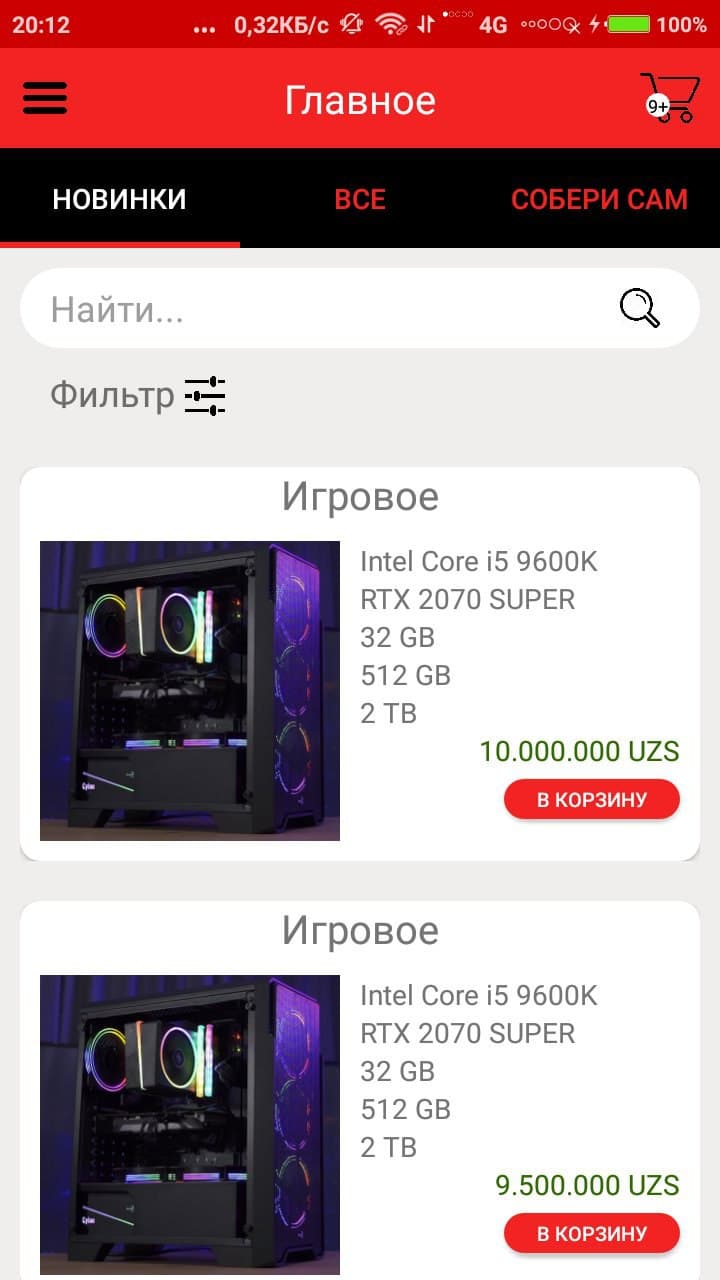 20:12 ... 0,32КБ/с 4G 100%
Главное
9+
НОВИНКИ ВСЕ СОБЕРИ САМ
Найти...
Фильтр
Игровое
Intel Core i5 9600K
RTX 2070 SUPER
32 GB
512 GB
2 TB
10.000.000 UZS
В КОРЗИНУ
Игровое
Intel Core i5 9600K
RTX 2070 SUPER
32 GB
512 GB
2 TB
9.500.000 UZS
В КОРЗИНУ